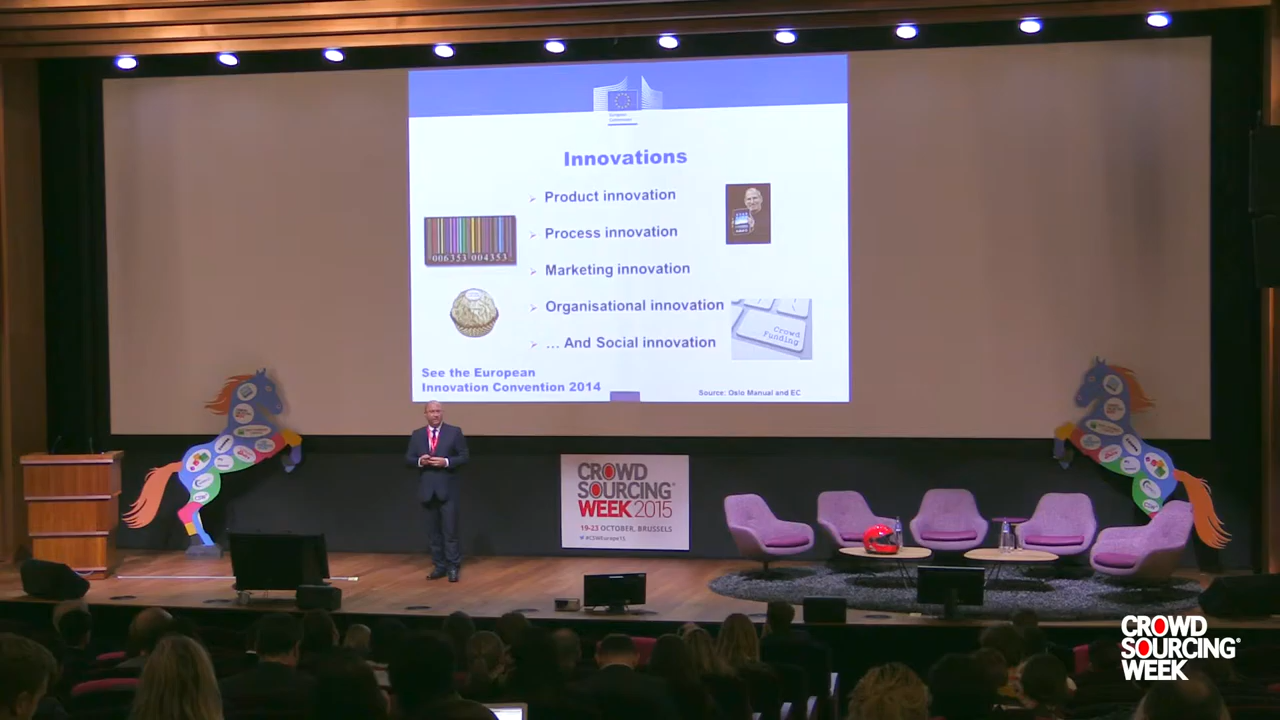 European
Commission
Innovations
Product innovation
Process innovation
Marketing innovation
Organisational innovation
... And Social innovation
006353 004353
Crowd
Funding
See the European
Innovation Convention 2014
Source: Oslo Manual and EC
CROWD
SOURCING®
WEEK 2015
19-23 OCTOBER, BRUSSELS
#CSWEurope15
CROWD
SOURCING®
WEEK